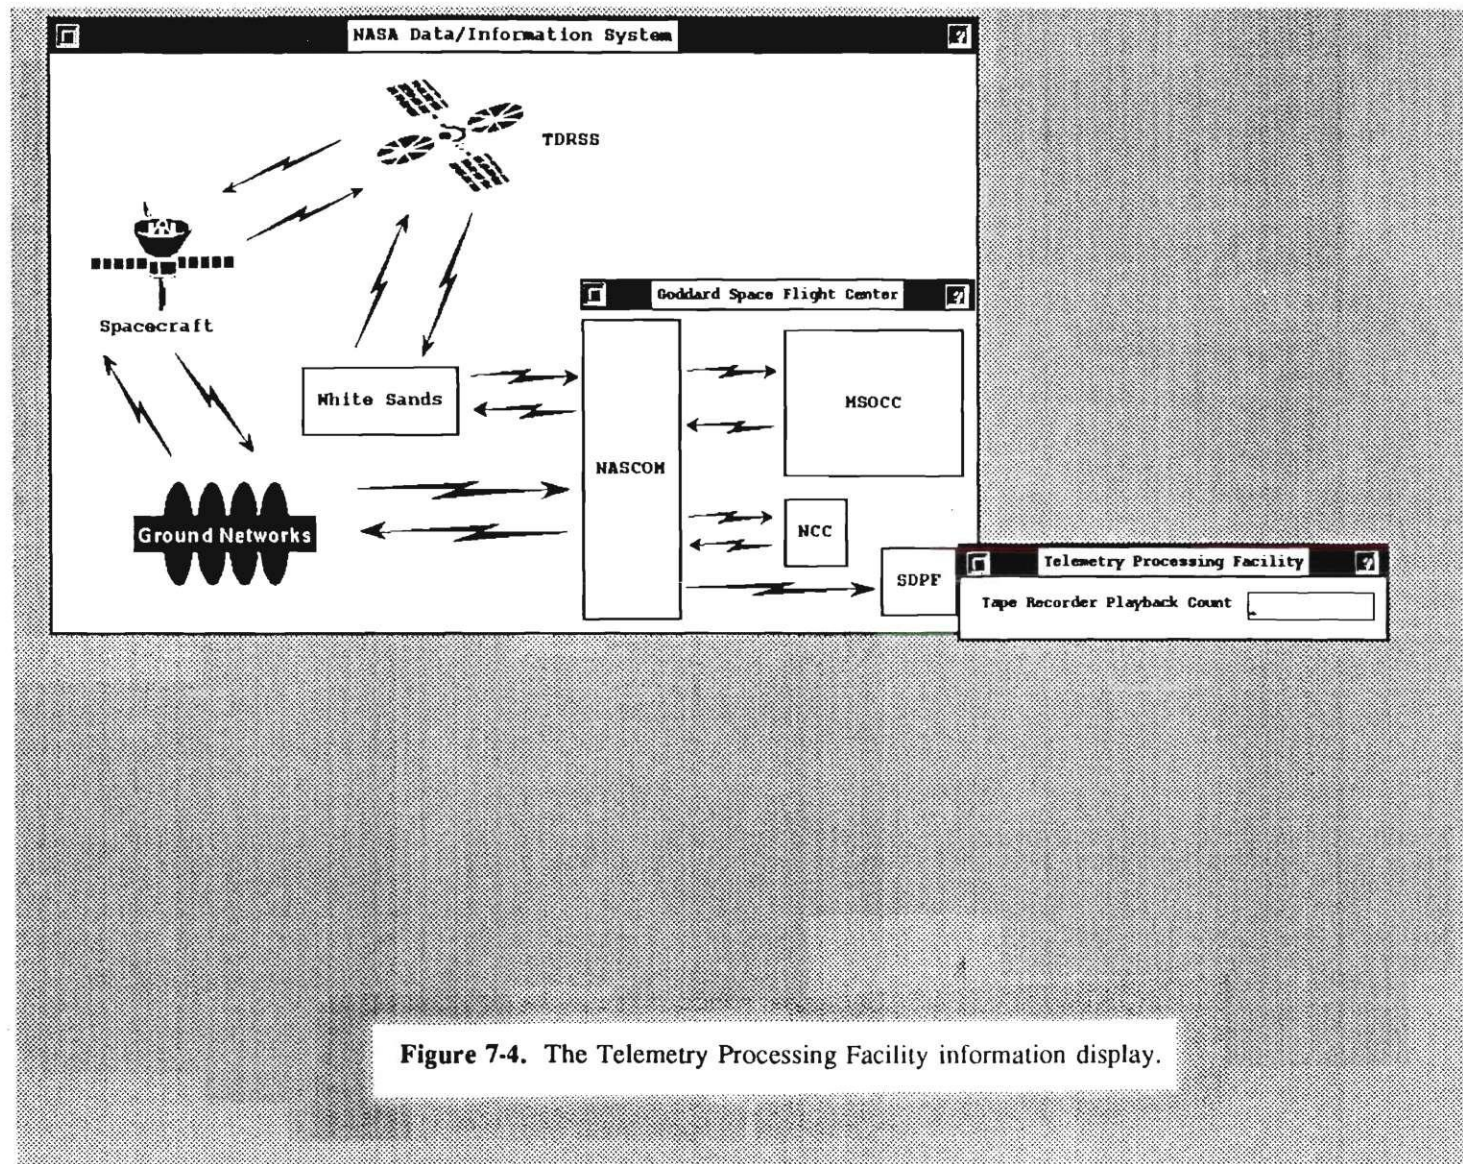 NASA Data/Information System
TDRSS
Spacecraft
Goddard Space Flight Center
White Sands
MSOCC
NASCOM
Ground Networks
NCC
SDPF
Telemetry Processing Facility
Tape Recorder Playback Count
Figure 7-4. The Telemetry Processing Facility information display.